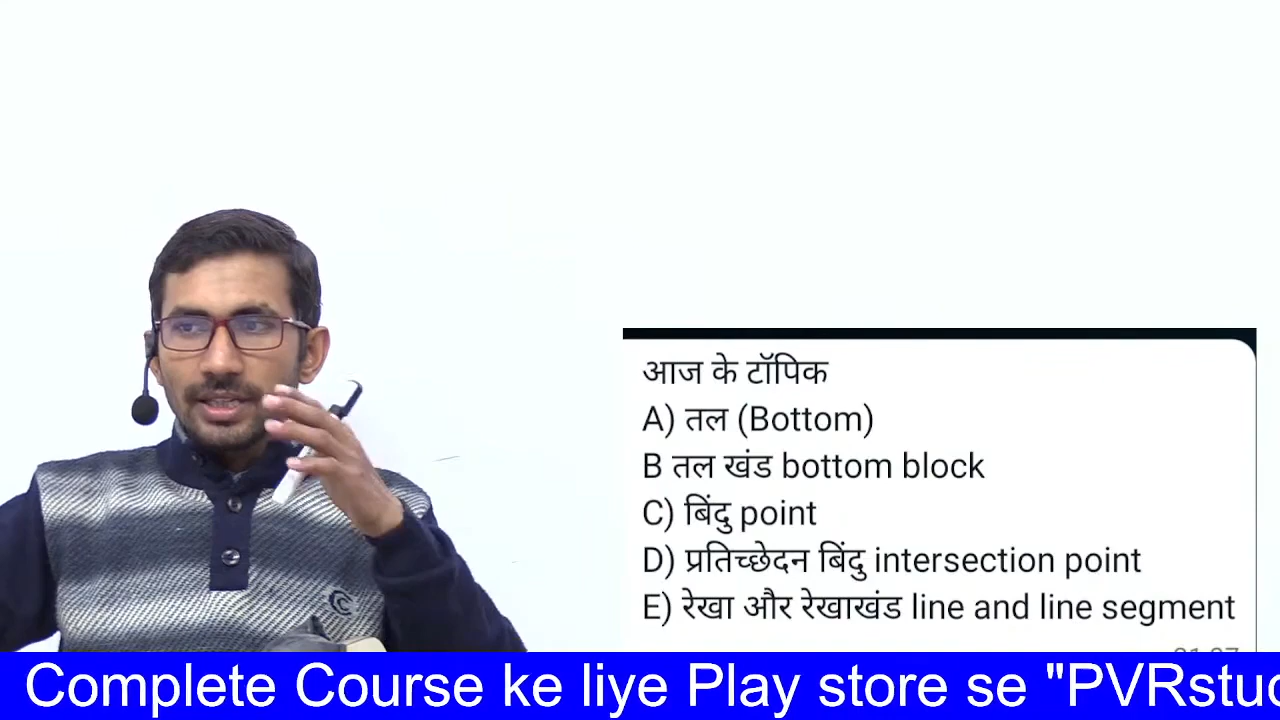 आज के टॉपिक
A) तल (Bottom)
B तल खंड bottom block
C) बिंदु point
D) प्रतिच्छेदन बिंदु intersection point
E) रेखा और रेखाखंड line and line segment
Complete Course ke liye Play store se "PVRstu